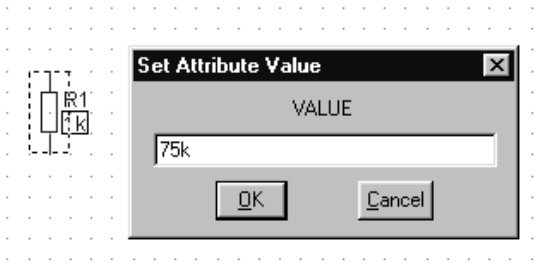 Set Attribute Value
VALUE
R1
1k
75k
OK
Cancel